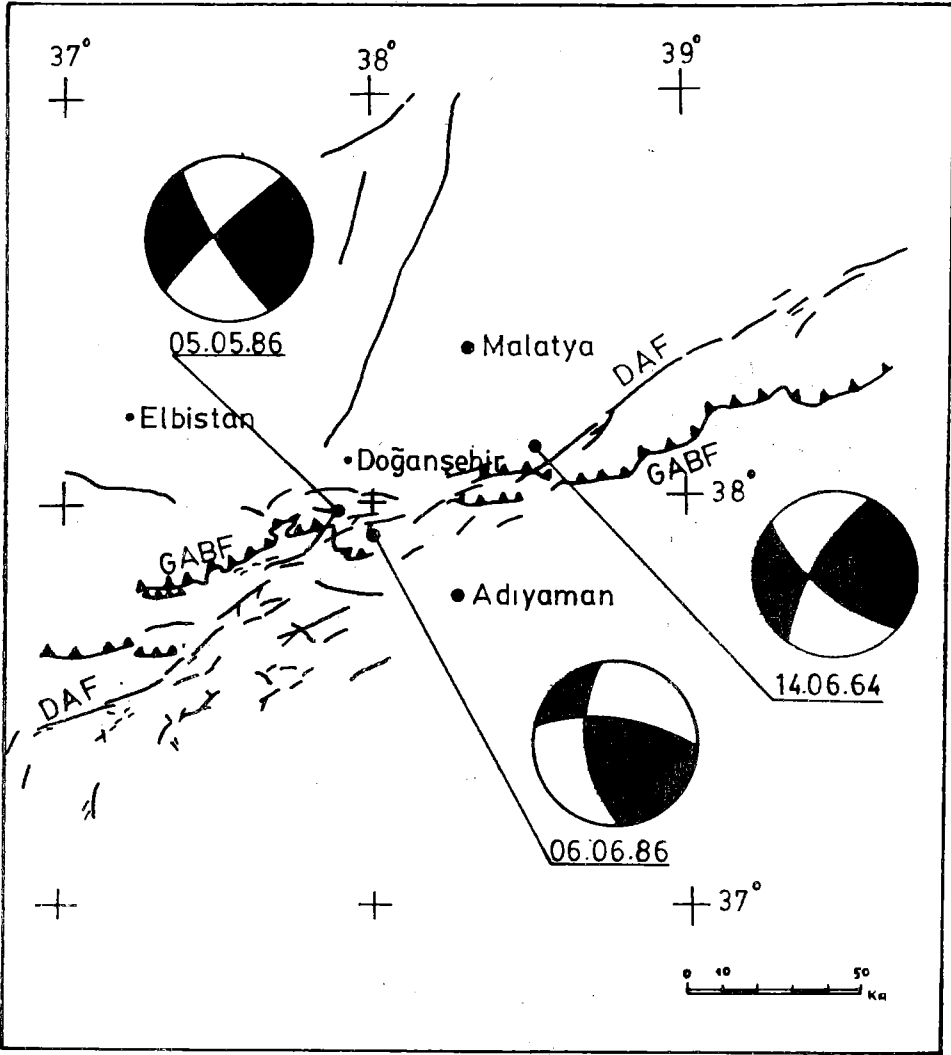 37°
38°
39°
05.05.86
Malatya
DAF
Elbistan
Doğanşehir
GABF
38°
GABF
Adıyaman
14.06.64
DAF
06.06.86
37°
0 10 50
Km